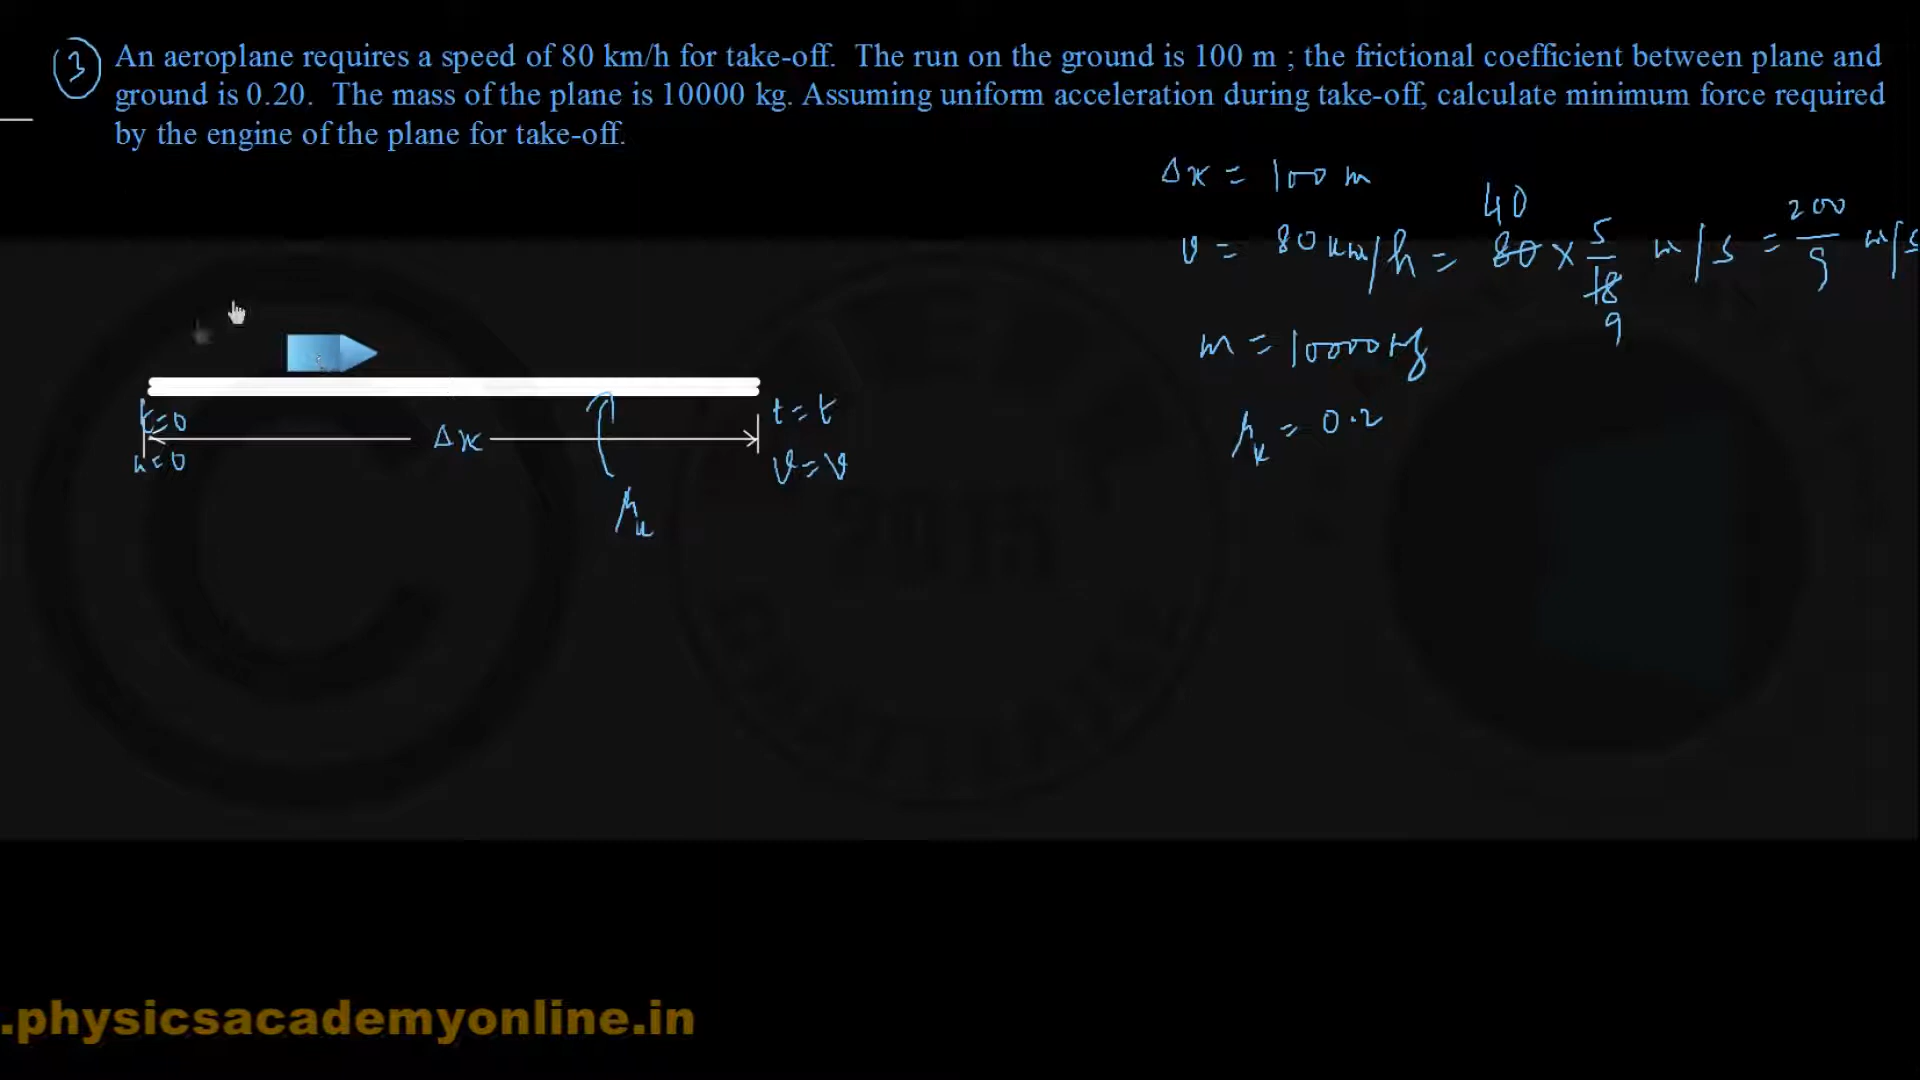 ③ An aeroplane requires a speed of 80 km/h for take-off. The run on the ground is 100 m ; the frictional coefficient between plane and
ground is 0.20. The mass of the plane is 10000 kg. Assuming uniform acceleration during take-off, calculate minimum force required
by the engine of the plane for take-off.
Δx = 100 m
40
v = 80 km/h = 80 × 5/18 m/s = 200/9 m/s
9
m = 10000 kg
μk = 0.2
t=0
u=0
Δx
t=t
v=v
μk
.physicsacademyonline.in